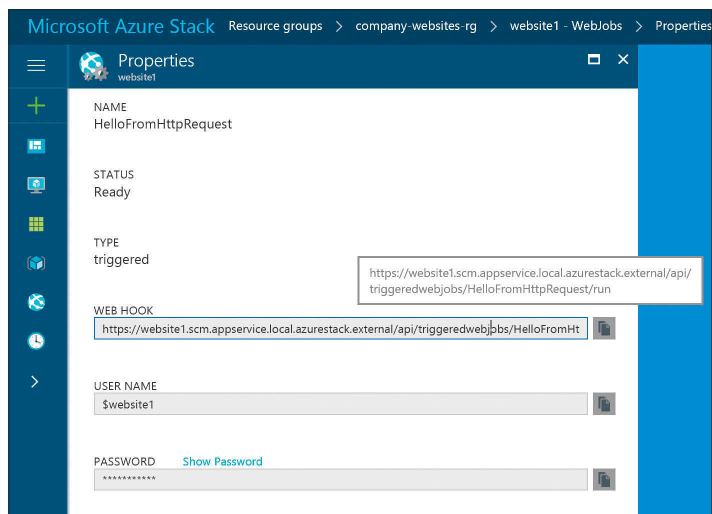 Microsoft Azure Stack Resource groups > company-websites-rg > website1 - WebJobs > Properties
Properties
website1
NAME
HelloFromHttpRequest
STATUS
Ready
TYPE
triggered
https://website1.scm.appservice.local.azurestack.external/api/
triggeredwebjobs/HelloFromHttpRequest/run
WEB HOOK
https://website1.scm.appservice.local.azurestack.external/api/triggeredwebjobs/HelloFromHt
USER NAME
$website1
PASSWORD Show Password
***********